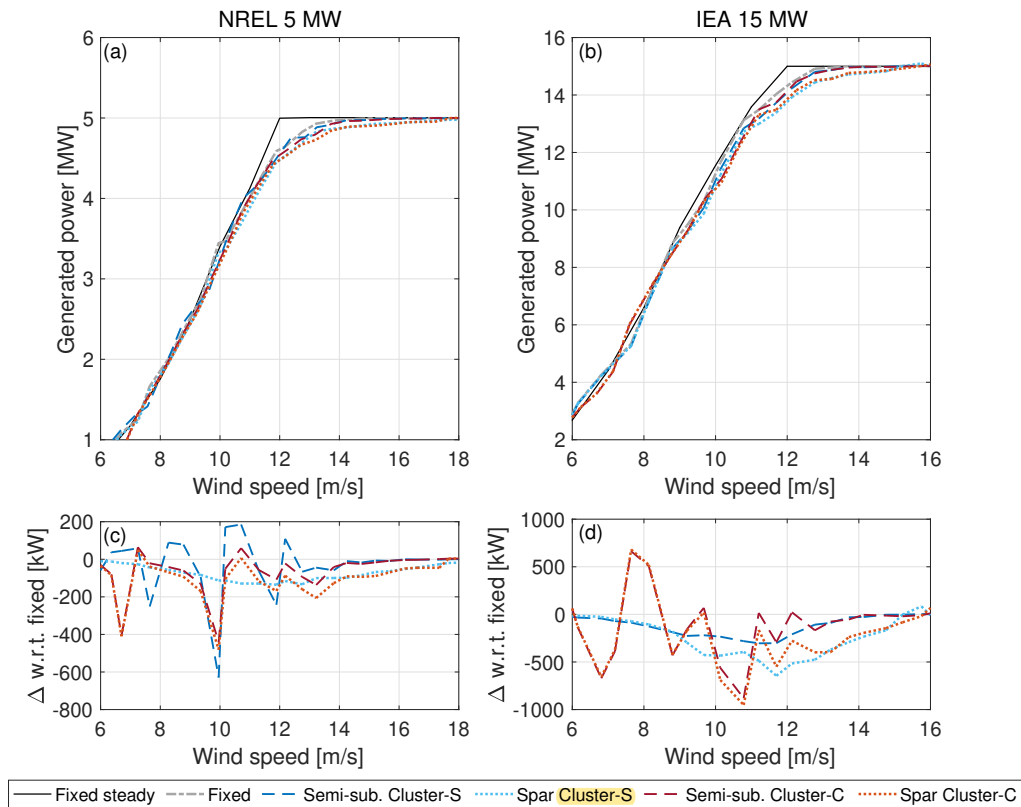 NREL 5 MW
IEA 15 MW
(a)
6
5
4
3
2
1
Generated power [MW]
6 8 10 12 14 16 18
Wind speed [m/s]
(b)
16
14
12
10
8
6
4
2
Generated power [MW]
6 8 10 12 14 16
Wind speed [m/s]
(c)
200
0
-200
-400
-600
-800
Δ w.r.t. fixed [kW]
6 8 10 12 14 16 18
Wind speed [m/s]
(d)
1000
500
0
-500
-1000
Δ w.r.t. fixed [kW]
6 8 10 12 14 16
Wind speed [m/s]
Fixed steady Fixed Semi-sub. Cluster-S Spar Cluster-S Semi-sub. Cluster-C Spar Cluster-C